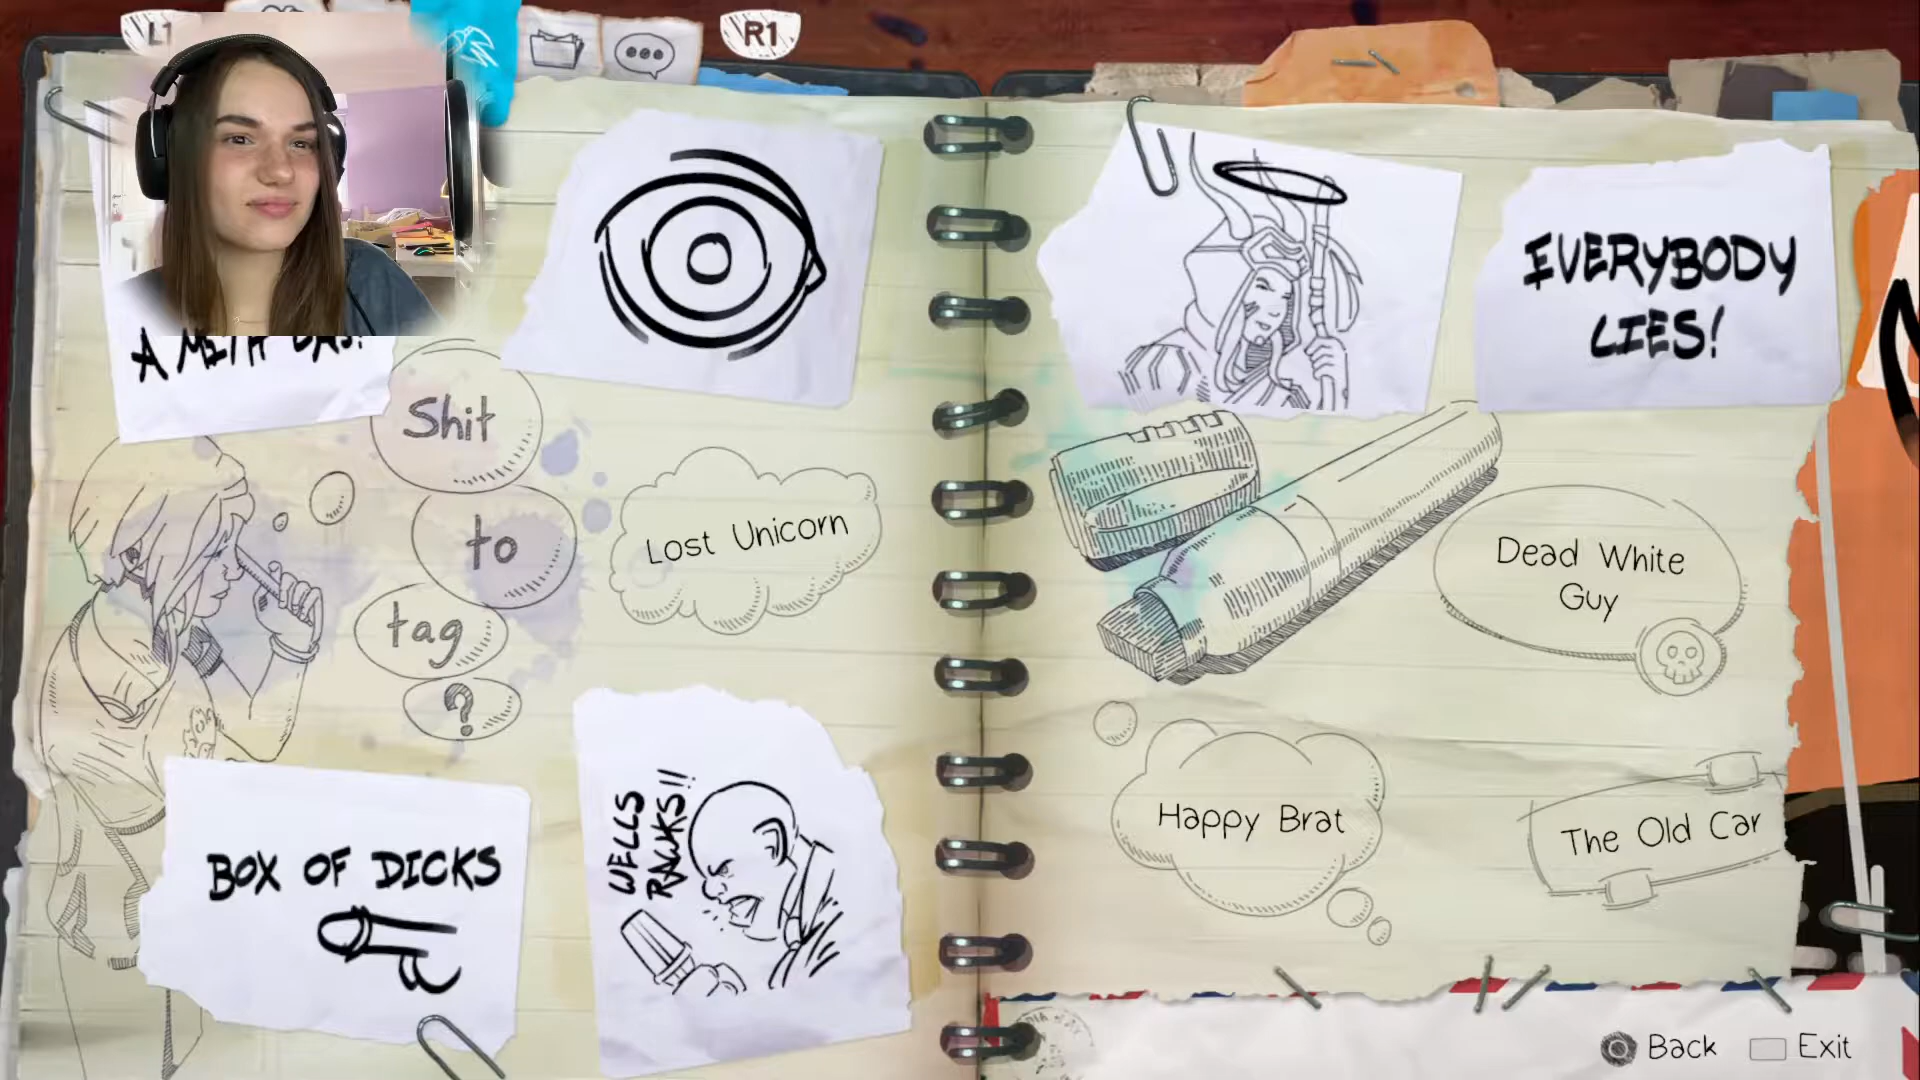 L1
R1
EVERYBODY
LIES!
Shit
to
tag
?
Lost Unicorn
Dead White
Guy
Happy Brat
The Old Car
BOX OF DICKS
WELLS
RAWKS!!
Back
Exit